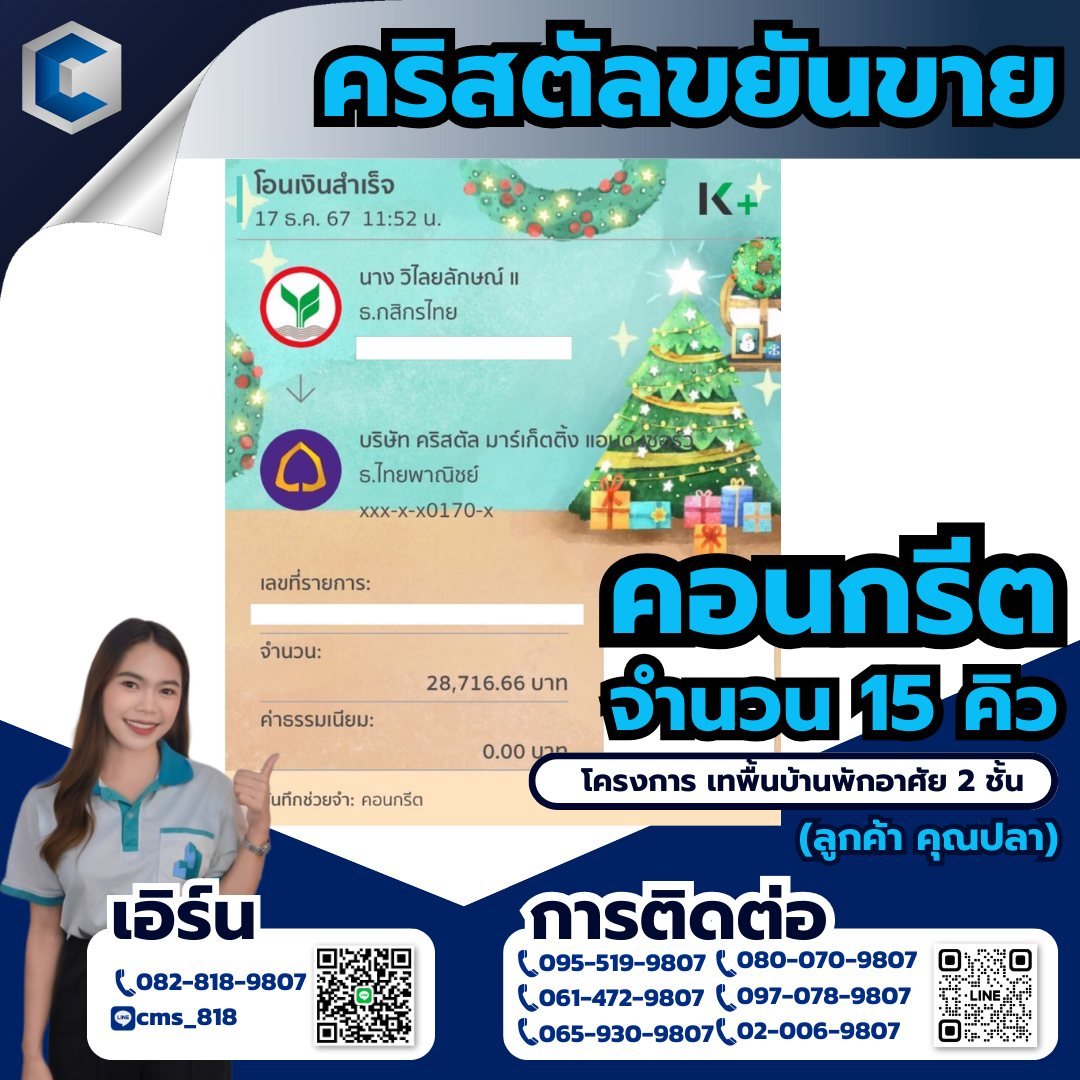 คริสตัลขยันขาย
โอนเงินสำเร็จ
17 ธ.ค. 67 11:52 น.
K+
นาง วิไลยลักษณ์ แ
ธ.กสิกรไทย
บริษัท คริสตัล มาร์เก็ตติ้ง แอนด์ เซอร์ว
ธ.ไทยพาณิชย์
xxx-x-x0170-x
เลขที่รายการ:
จำนวน:
28,716.66 บาท
ค่าธรรมเนียม:
0.00 บาท
บันทึกช่วยจำ: คอนกรีต
คอนกรีต
จำนวน 15 คิว
โครงการ เทพื้นบ้านพักอาศัย 2 ชั้น
(ลูกค้า คุณปลา)
เอิร์น
082-818-9807
LINE cms_818
การติดต่อ
095-519-9807 080-070-9807
061-472-9807 097-078-9807
065-930-9807 02-006-9807
LINE